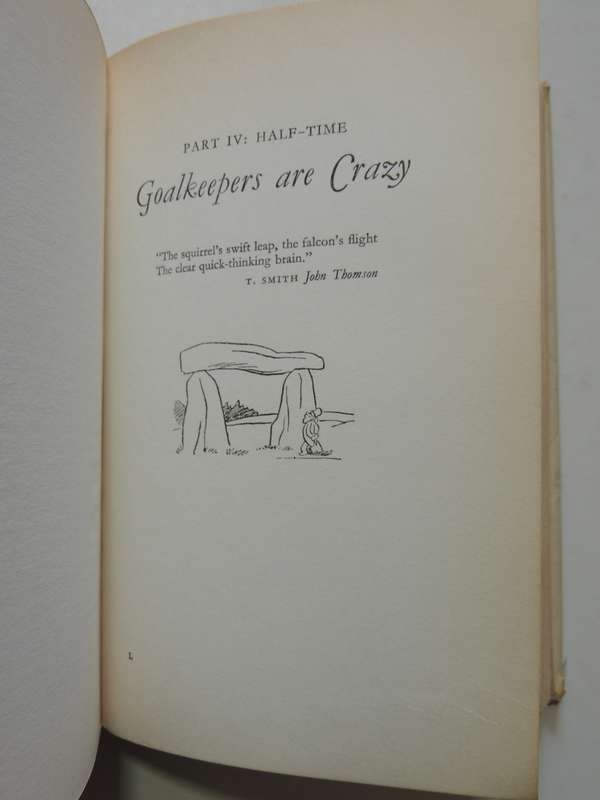 PART IV: HALF-TIME
Goalkeepers are Crazy
"The squirrel's swift leap, the falcon's flight
The clear quick-thinking brain."
T. SMITH John Thomson
L